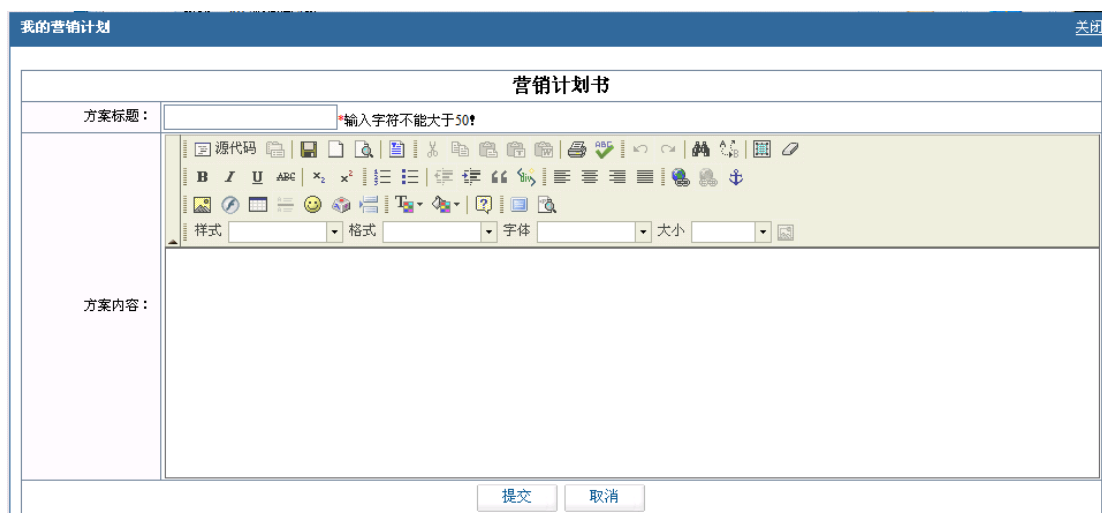 我的营销计划 关闭
营销计划书
方案标题： *输入字符不能大于50!
源代码
B I U ABC ×₂ ×²
样式 格式 字体 大小
方案内容：
提交 取消